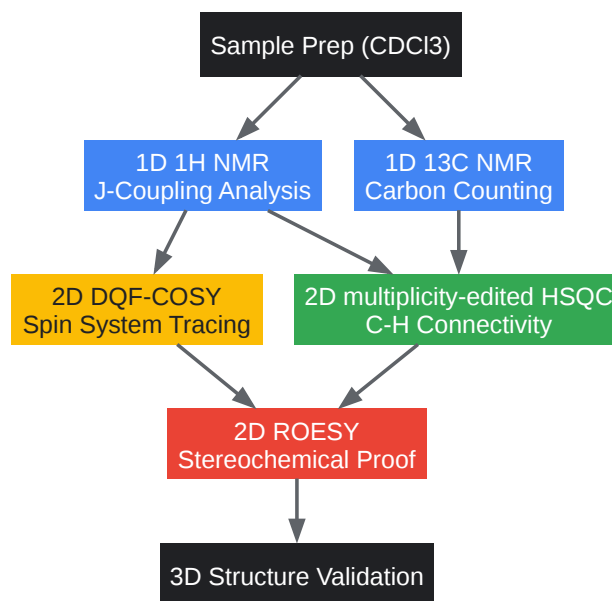 Sample Prep (CDCl3)
1D 1H NMR
J-Coupling Analysis
1D 13C NMR
Carbon Counting
2D DQF-COSY
Spin System Tracing
2D multiplicity-edited HSQC
C-H Connectivity
2D ROESY
Stereochemical Proof
3D Structure Validation